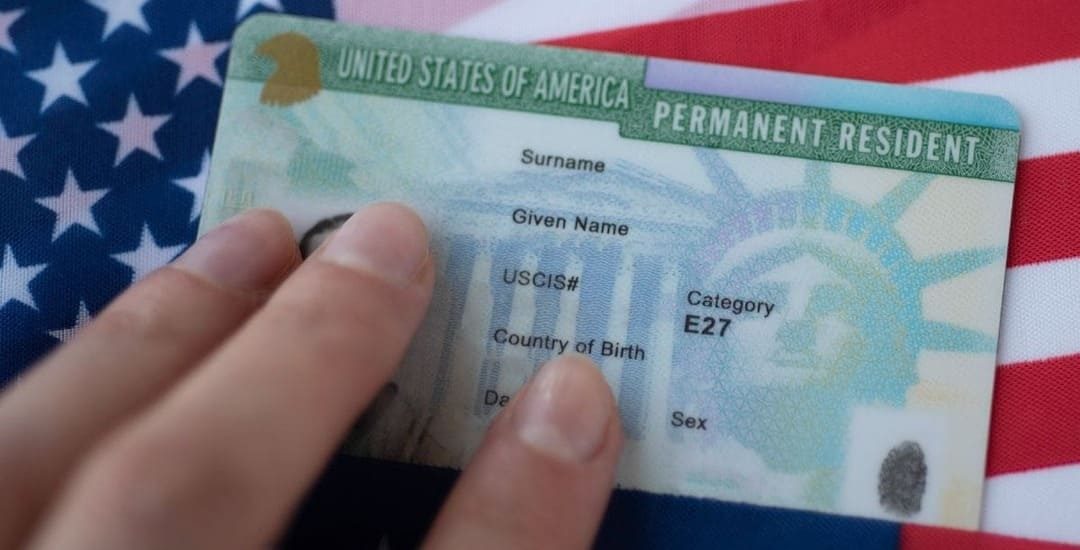 UNITED STATES OF AMERICA
PERMANENT RESIDENT
Surname
Given Name
USCIS#
Category
E27
Country of Birth
Sex